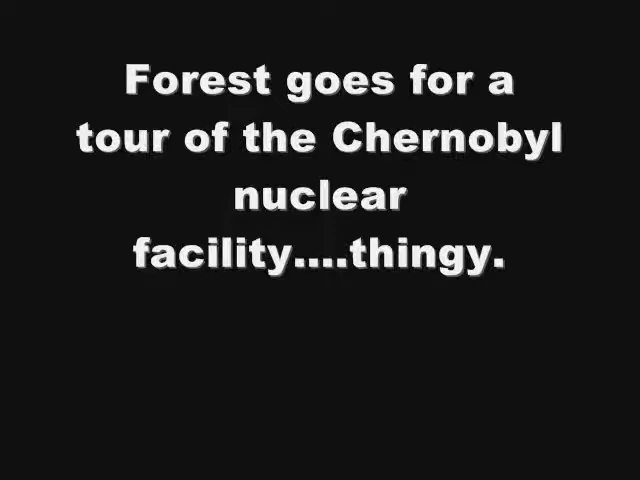 Forest goes for a
tour of the Chernobyl
nuclear
facility....thingy.